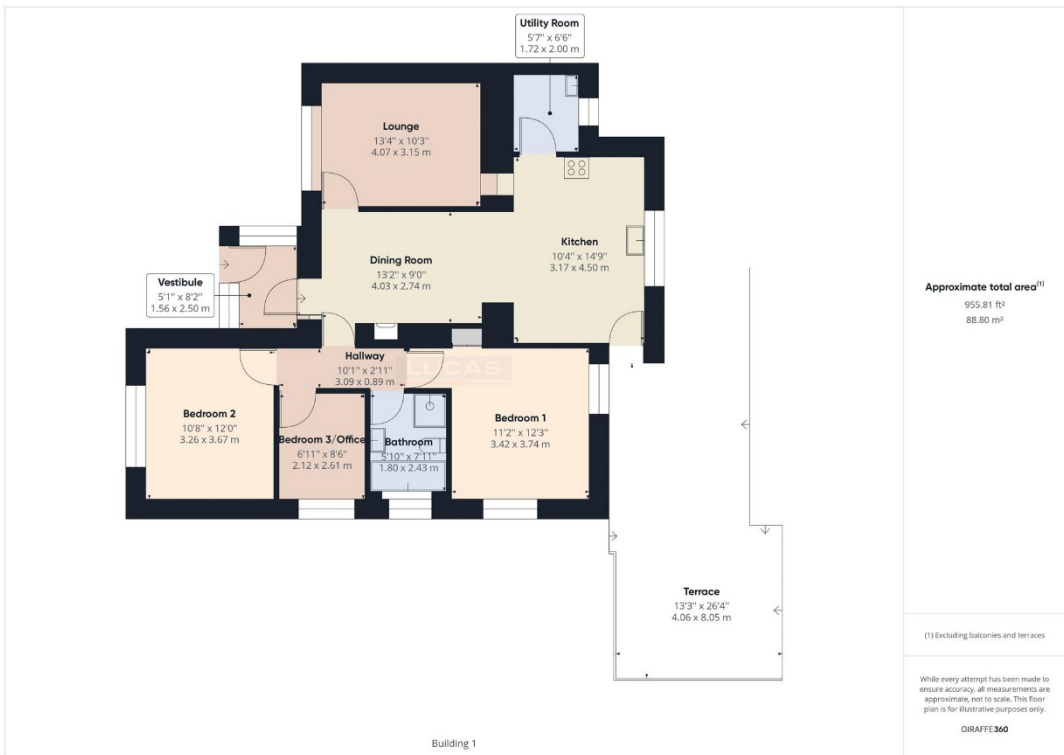 Utility Room
5'7" x 6'6"
1.72 x 2.00 m
Lounge
13'4" x 10'3"
4.07 x 3.15 m
Kitchen
10'4" x 14'9"
3.17 x 4.50 m
Dining Room
13'2" x 9'0"
4.03 x 2.74 m
Vestibule
5'1" x 8'2"
1.56 x 2.50 m
Hallway
10'1" x 2'11"
3.09 x 0.89 m
LUCAS
Bedroom 2
10'8" x 12'0"
3.26 x 3.67 m
Bedroom 3/Office
6'11" x 8'6"
2.12 x 2.61 m
Bathroom
5'10" x 7'11"
1.80 x 2.43 m
Bedroom 1
11'2" x 12'3"
3.42 x 3.74 m
Terrace
13'3" x 26'4"
4.06 x 8.05 m
Building 1
Approximate total area(1)
955.81 ft²
88.80 m²
(1) Excluding balconies and terraces
While every attempt has been made to
ensure accuracy, all measurements are
approximate, not to scale. This floor
plan is for illustrative purposes only.
GIRAFFE360